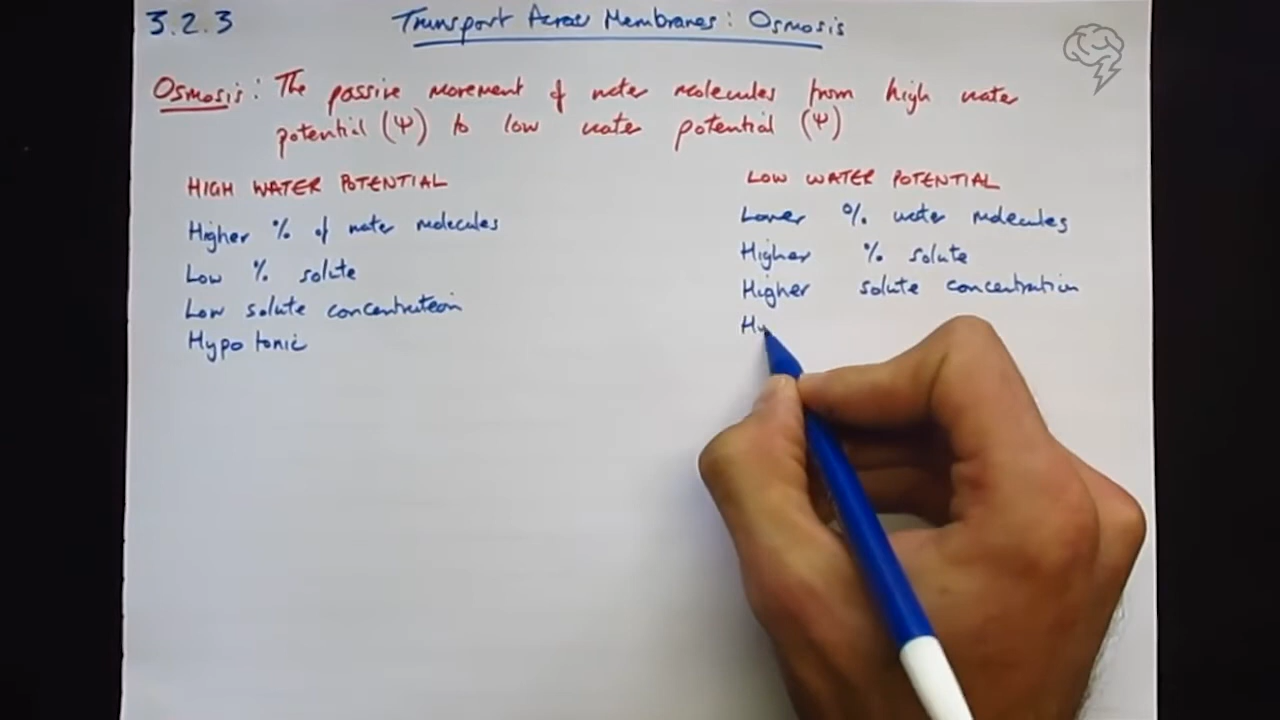 3.2.3
Transport Across Membranes: Osmosis
Osmosis: The passive movement of water molecules from high water
potential (Ψ) to low water potential (Ψ)
HIGH WATER POTENTIAL
Higher % of water molecules
Low % solute
Low solute concentration
Hypotonic
LOW WATER POTENTIAL
Lower % water molecules
Higher % solute
Higher solute concentration
Hy